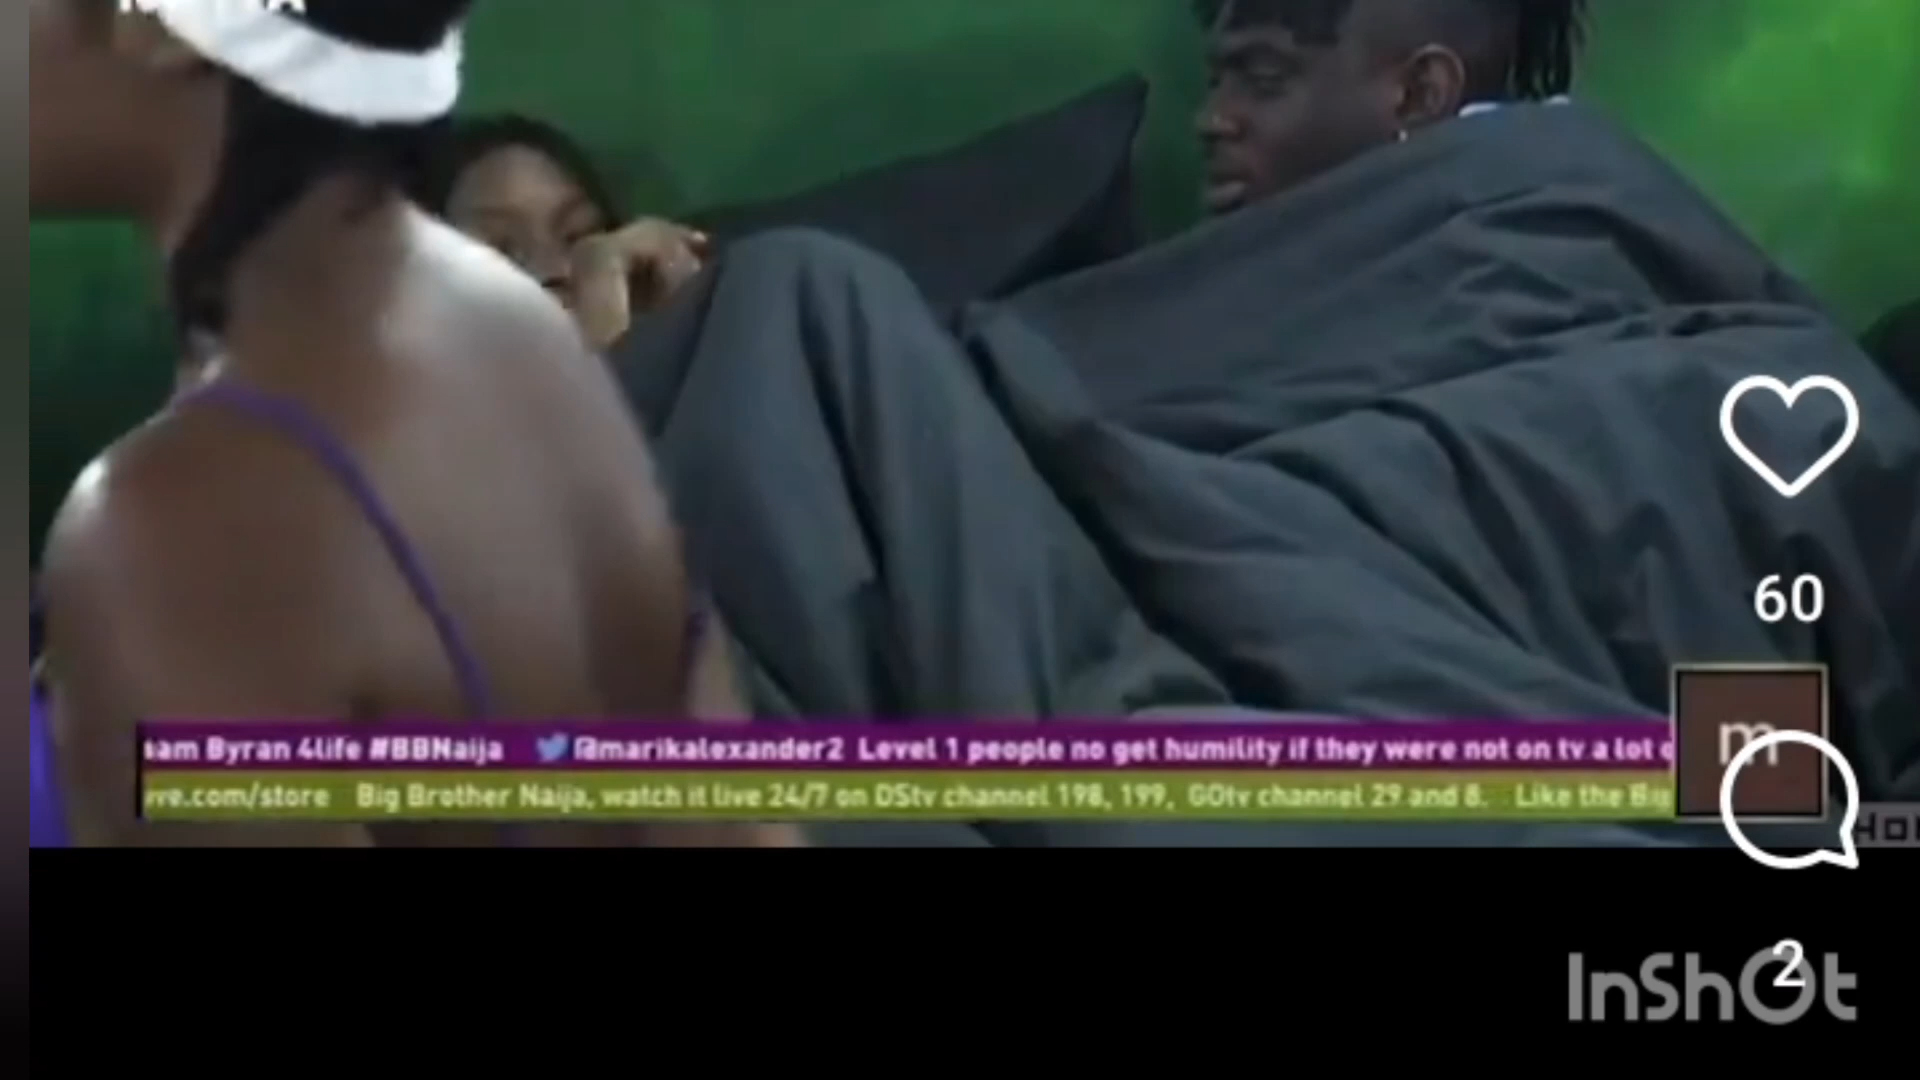 60
sam Byran 4life #BBNaija @marikalexander2 Level 1 people no get humility if they were not on tv a lot
ve.com/store Big Brother Naija, watch it live 24/7 on DStv channel 198, 199, GOtv channel 29 and 8. Like the Big
m
2
InShOt